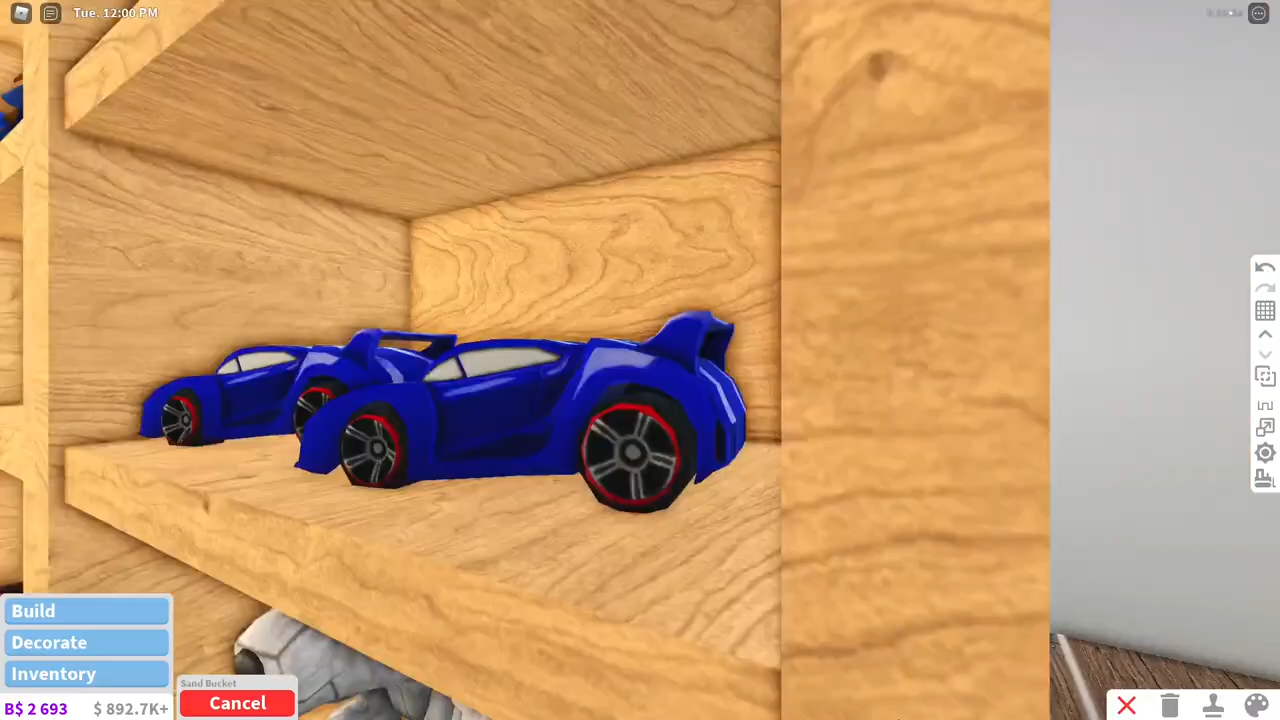 Tue. 12:00 PM
Build
Decorate
Inventory
B$ 2 693
$ 892.7K+
Sand Bucket
Cancel